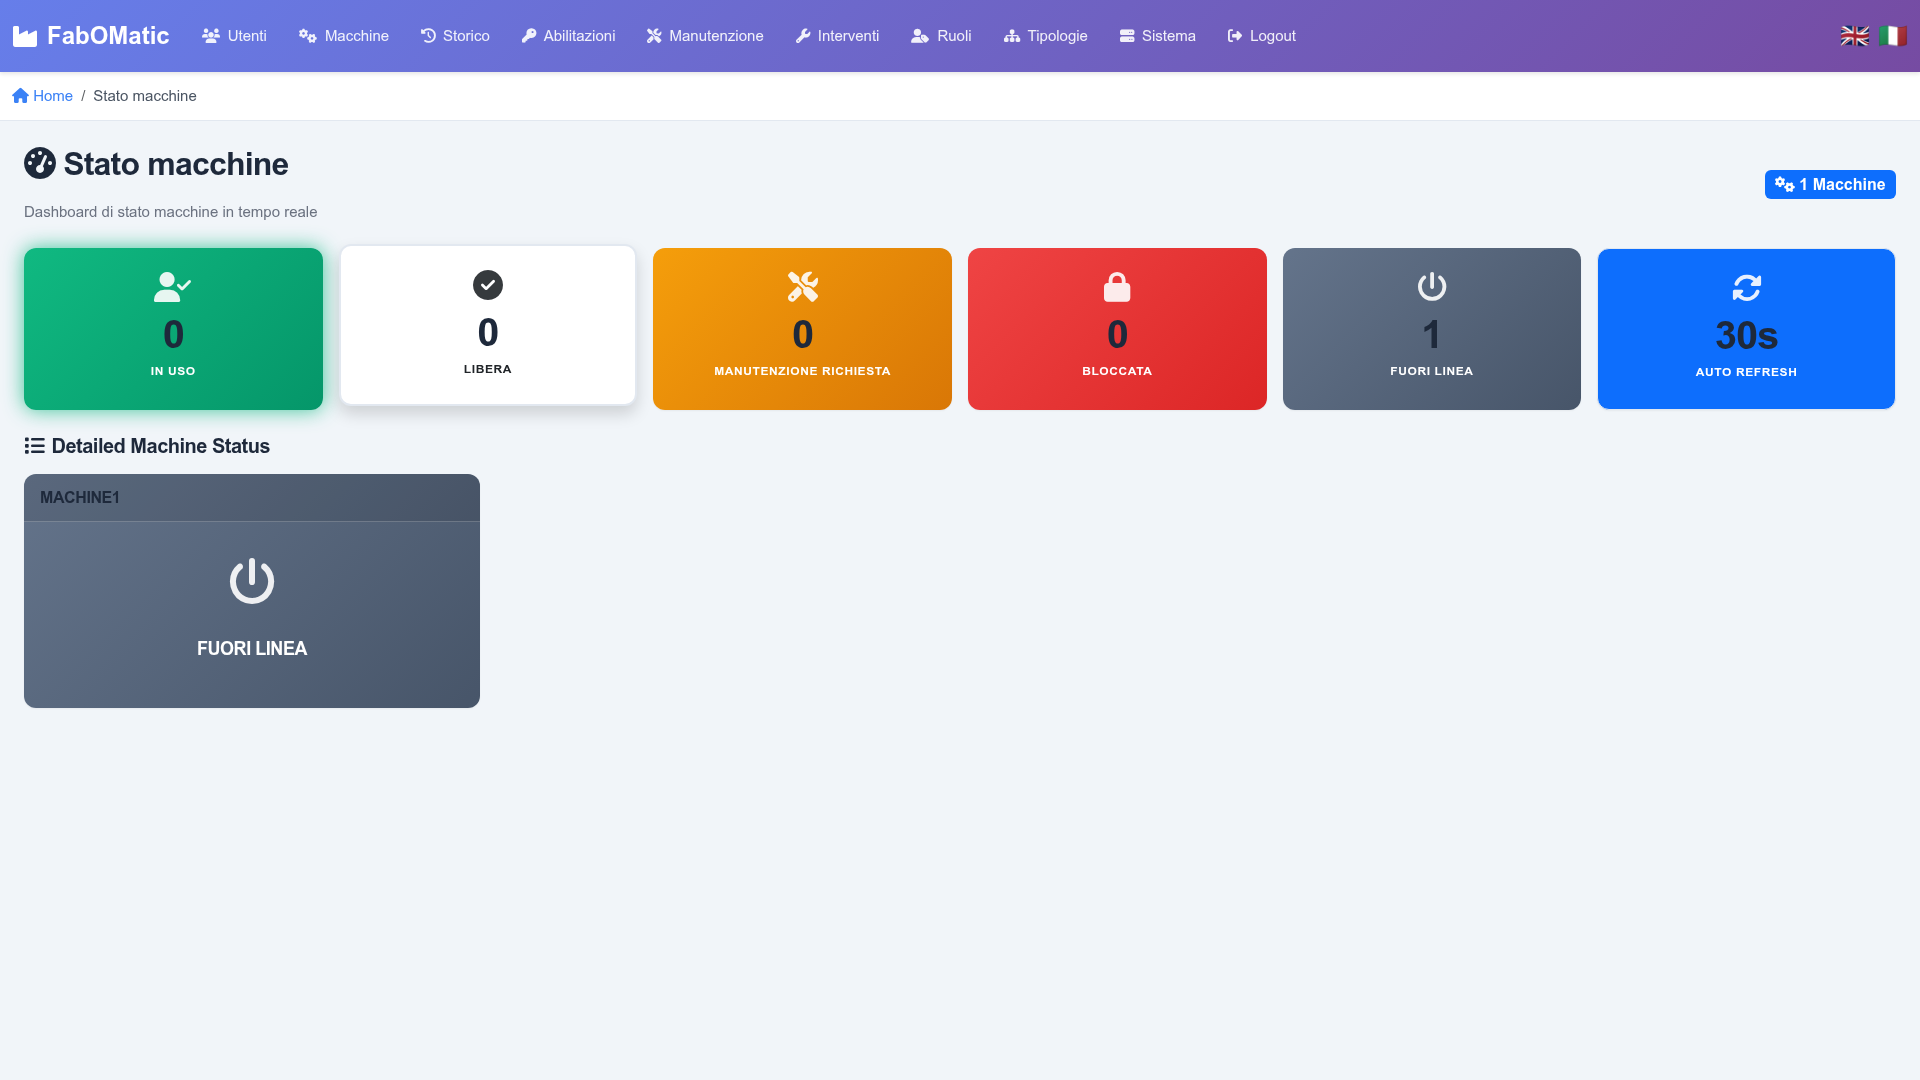 FabOMatic Utenti Macchine Storico Abilitazioni Manutenzione Interventi Ruoli Tipologie Sistema Logout
Home / Stato macchine
Stato macchine
1 Macchine
Dashboard di stato macchine in tempo reale
0
IN USO
0
LIBERA
0
MANUTENZIONE RICHIESTA
0
BLOCCATA
1
FUORI LINEA
30s
AUTO REFRESH
Detailed Machine Status
MACHINE1
FUORI LINEA